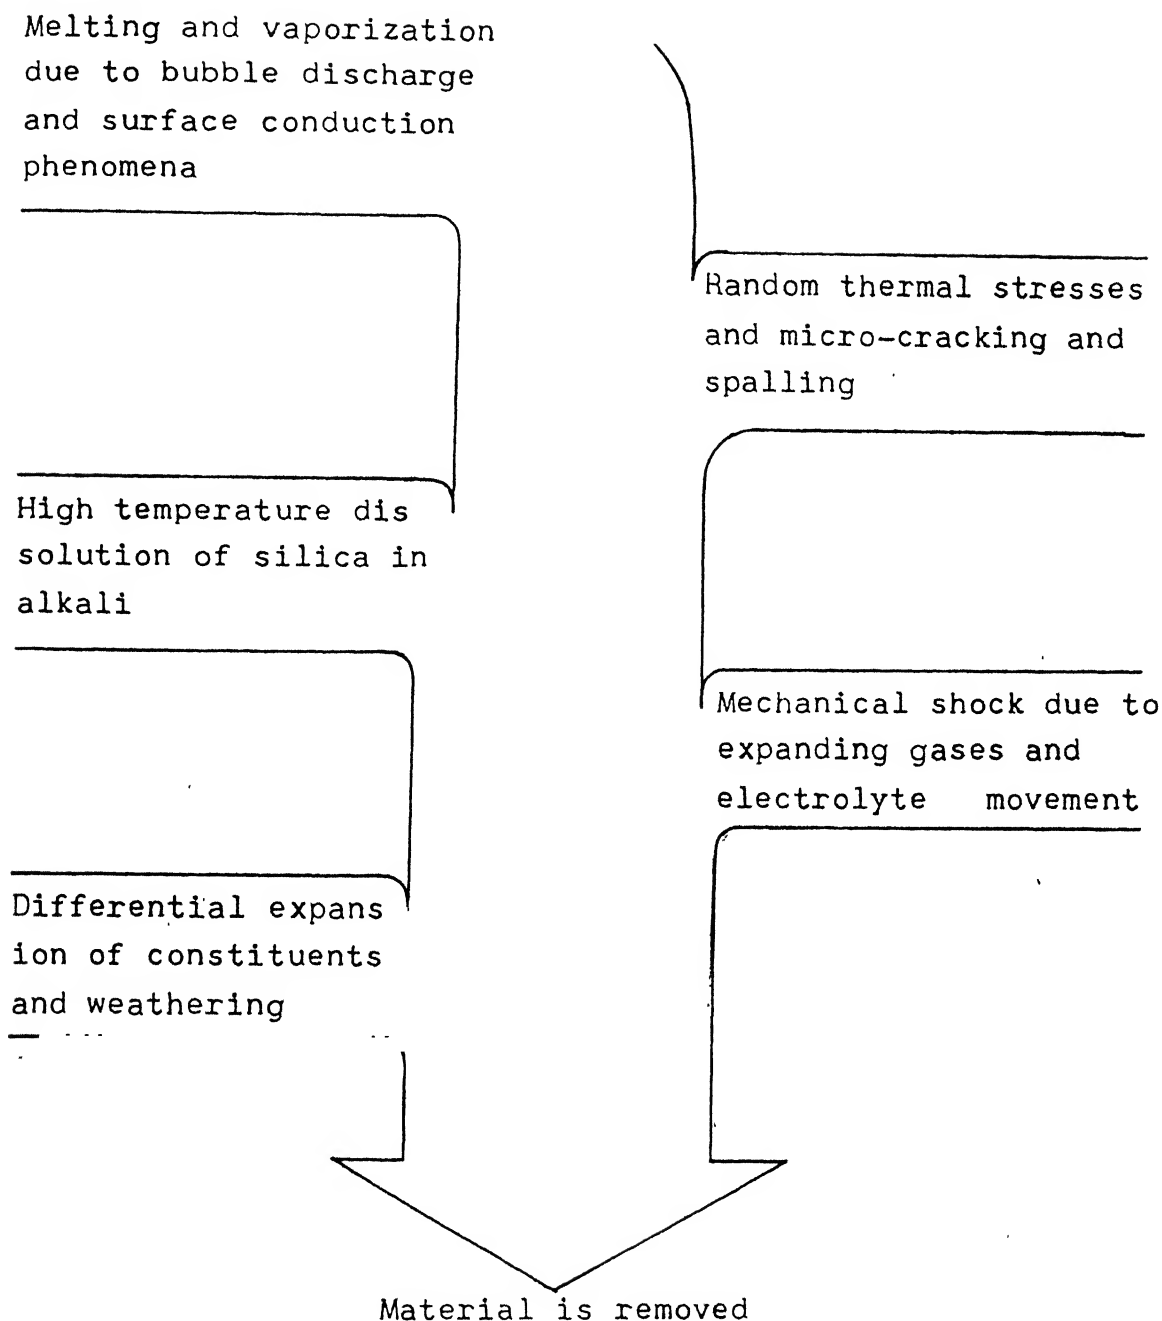 Melting and vaporization
due to bubble discharge
and surface conduction
phenomena
Random thermal stresses
and micro-cracking and
spalling
High temperature dis
solution of silica in
alkali
Mechanical shock due to
expanding gases and
electrolyte movement
Differential expans
ion of constituents
and weathering
Material is removed